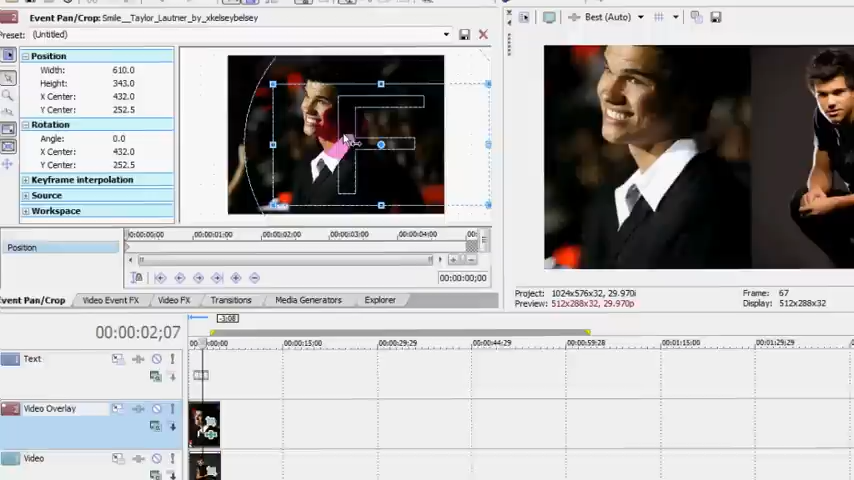 Event Pan/Crop: Smile__Taylor_Lautner_by_xkelseybelsey
Best (Auto)
Preset: (Untitled)
Position
Width: 610.0
Height: 343.0
X Center: 432.0
Y Center: 252.5
Rotation
Angle: 0.0
X Center: 432.0
Y Center: 252.5
Keyframe interpolation
Source
Workspace
00:00:00:00 00:00:01:00 00:00:02:00 00:00:03:00 00:00:04:00 00:
Position
00:00:00;00
Event Pan/Crop Video Event FX Video FX Transitions Media Generators Explorer
Project: 1024x576x32, 29.970i Frame: 67
Preview: 512x288x32, 29.970p Display: 512x288x32
-3:08
00:00:02;07
00:00:15;00 00:00:29;29 00:00:44;29 00:00:59;28 00:01:15;00 00:01:29;29
Text
Video Overlay
Video